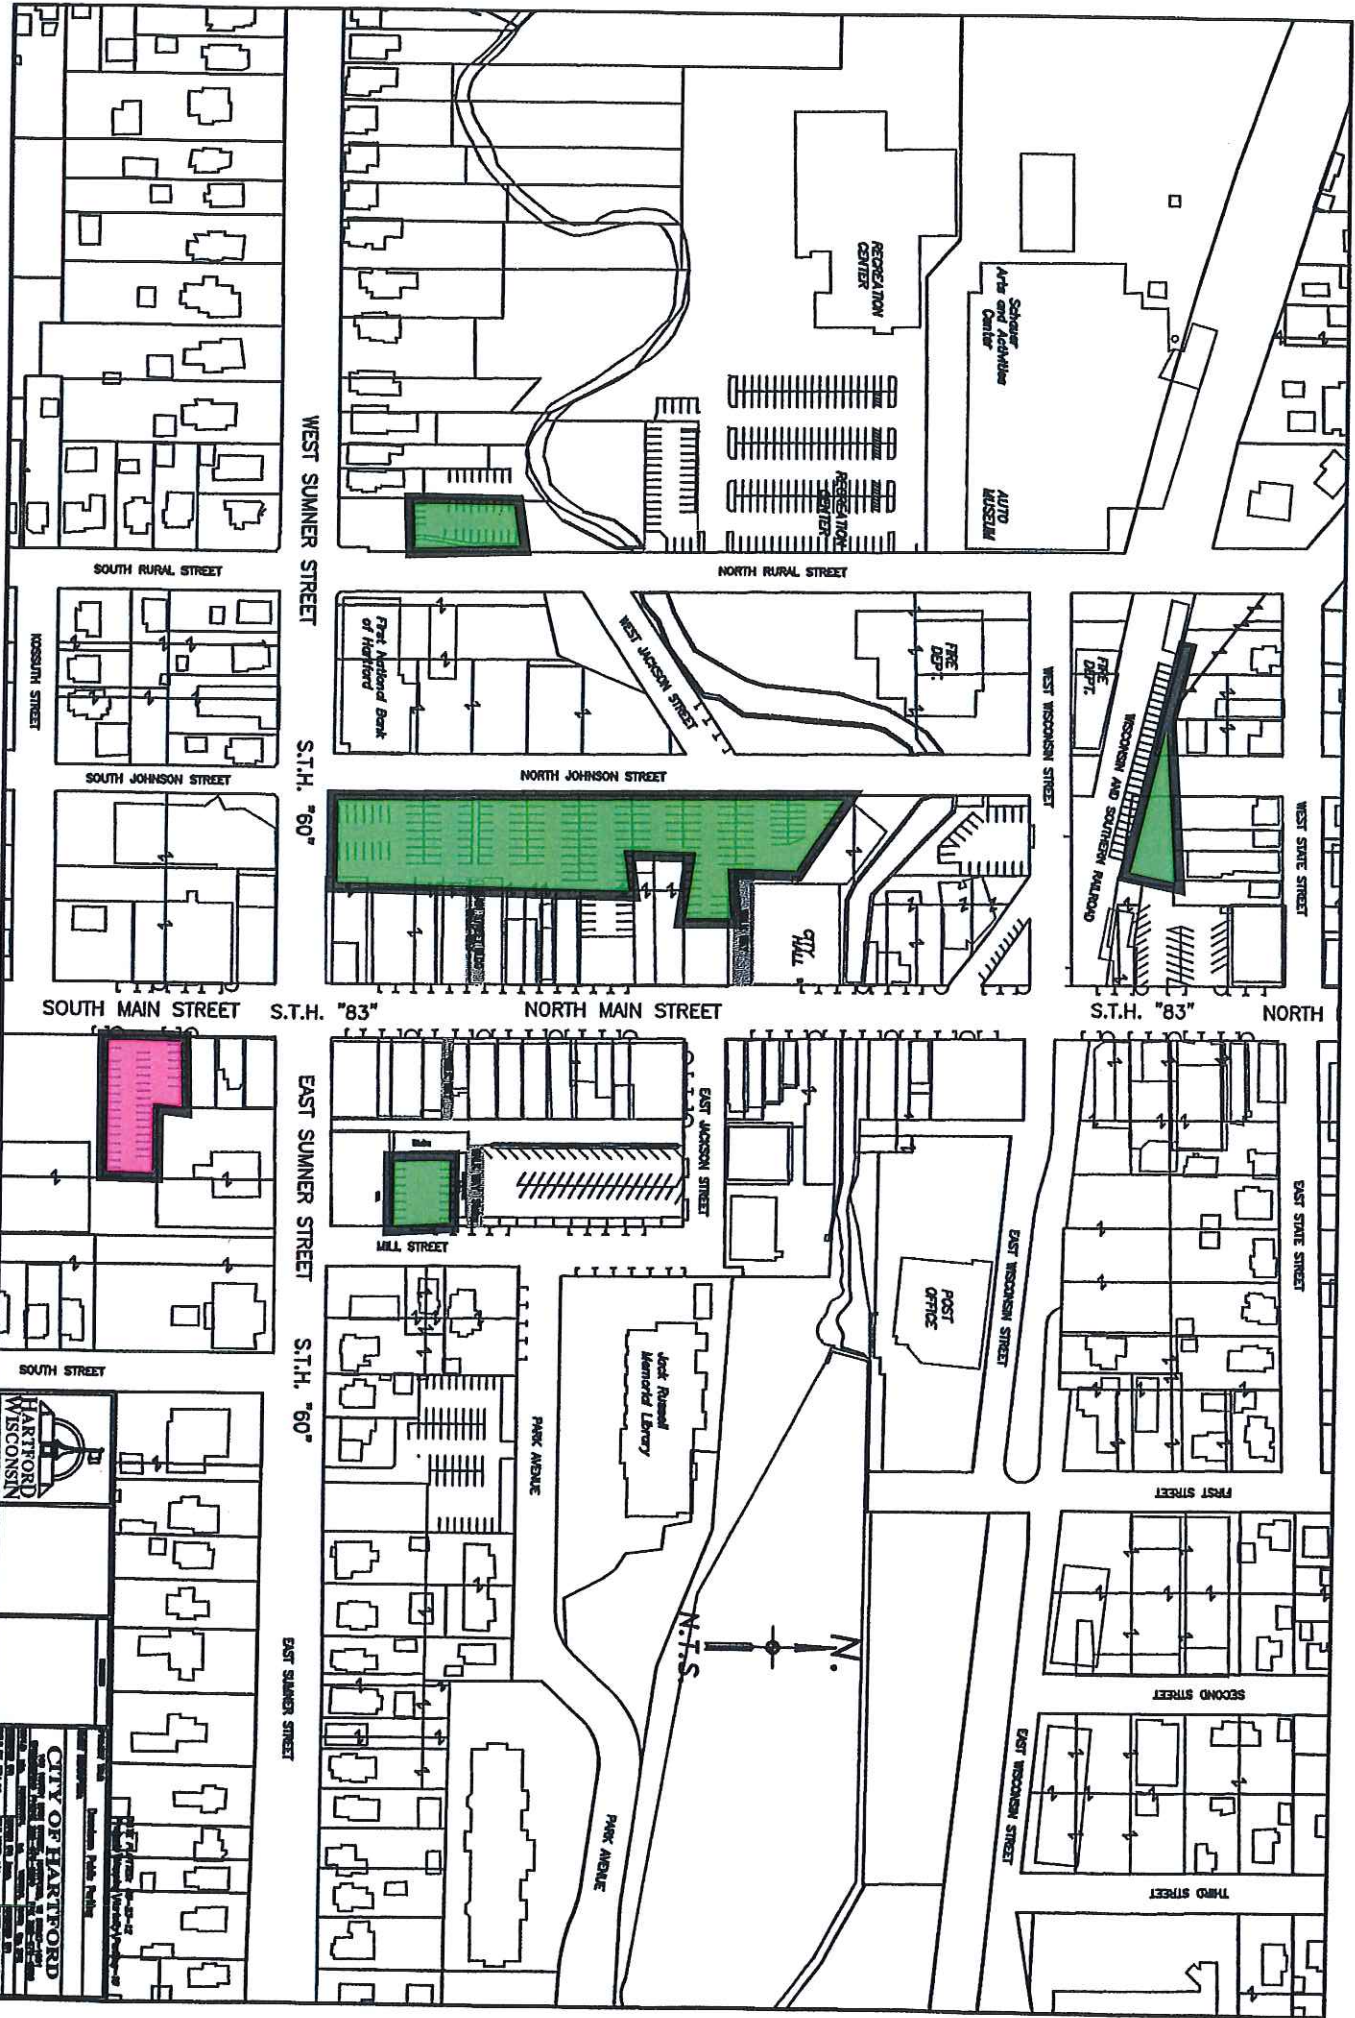 Schauer
Arts and Activities
Center
AUTO
MUSEUM
RECREATION
CENTER
RECREATION
CENTER
WEST SUMNER STREET
SOUTH RURAL STREET
NORTH RURAL STREET
KOSSUTH STREET
First National Bank
of Hartford
WEST JACKSON STREET
FIRE
DEPT.
WEST WISCONSIN STREET
FIRE
DEPT.
WISCONSIN AND SOUTHERN RAILROAD
WEST STATE STREET
SOUTH JOHNSON STREET
S.T.H. "60"
NORTH JOHNSON STREET
CITY
HALL
SOUTH MAIN STREET
S.T.H. "83"
NORTH MAIN STREET
S.T.H. "83"
NORTH
EAST SUMNER STREET
EAST JACKSON STREET
MILL STREET
EAST STATE STREET
EAST WISCONSIN STREET
POST
OFFICE
SOUTH STREET
S.T.H. "60"
Jack Russell
Memorial Library
PARK AVENUE
FIRST STREET
N.
N.T.S.
SECOND STREET
EAST SUMNER STREET
EAST WISCONSIN STREET
PARK AVENUE
THIRD STREET
HARTFORD
WISCONSIN
Downtown Public Parking
CITY OF HARTFORD